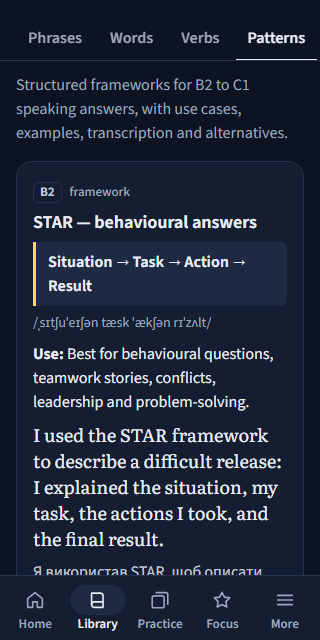 Phrases Words Verbs Patterns
Structured frameworks for B2 to C1
speaking answers, with use cases,
examples, transcription and alternatives.
B2 framework
STAR — behavioural answers
Situation → Task → Action →
Result
/ˌsɪtʃuˈeɪʃən tæsk ˈækʃən rɪˈzʌlt/
Use: Best for behavioural questions,
teamwork stories, conflicts,
leadership and problem-solving.
I used the STAR framework
to describe a difficult release:
I explained the situation, my
task, the actions I took, and
the final result.
Я використав STAR, щоб описати
Home Library Practice Focus More